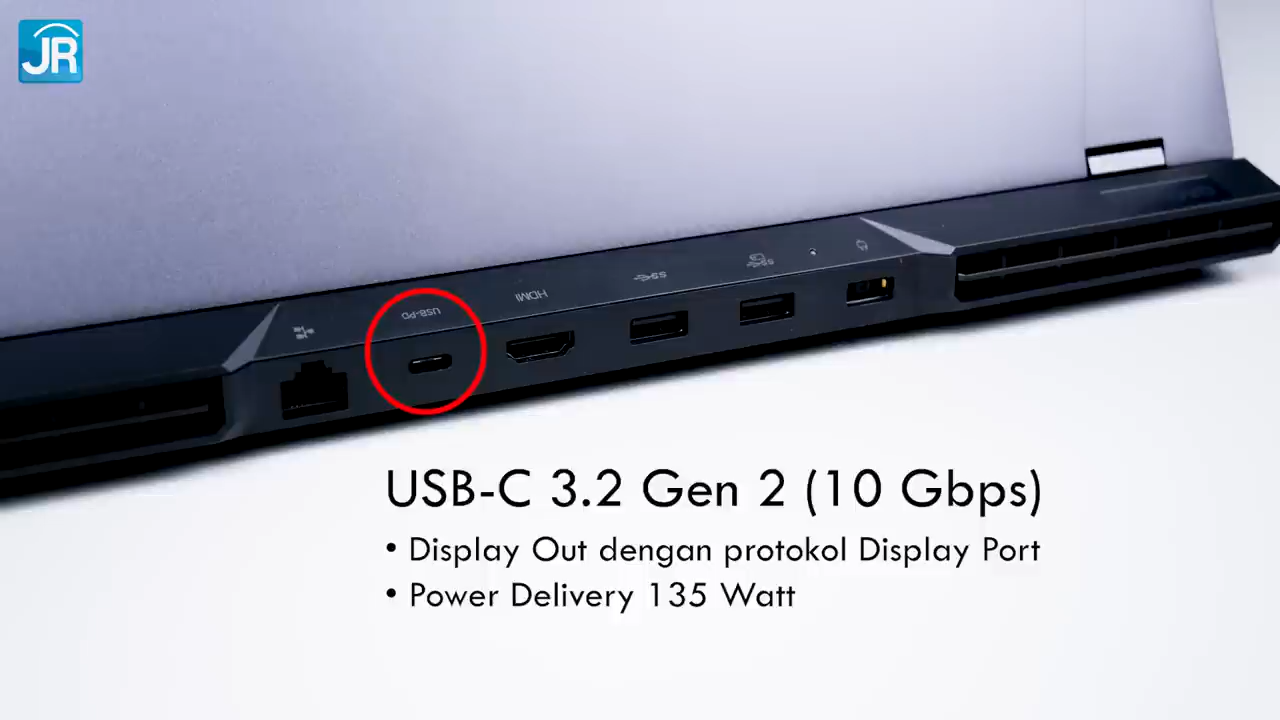 JR
HDMI
USB-PD
USB-C 3.2 Gen 2 (10 Gbps)
• Display Out dengan protokol Display Port
• Power Delivery 135 Watt